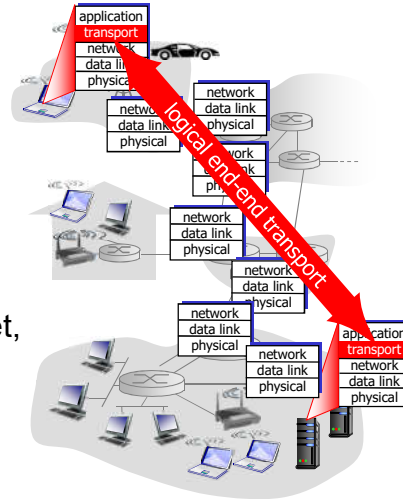 application
transport
network
data link
physical
network
data link
physical
network
data link
physical
logical end-end transport
network
data link
network
data link
physical
network
data link
physical
et,
network
data link
physical
network
data link
physical
application
transport
network
data link
physical